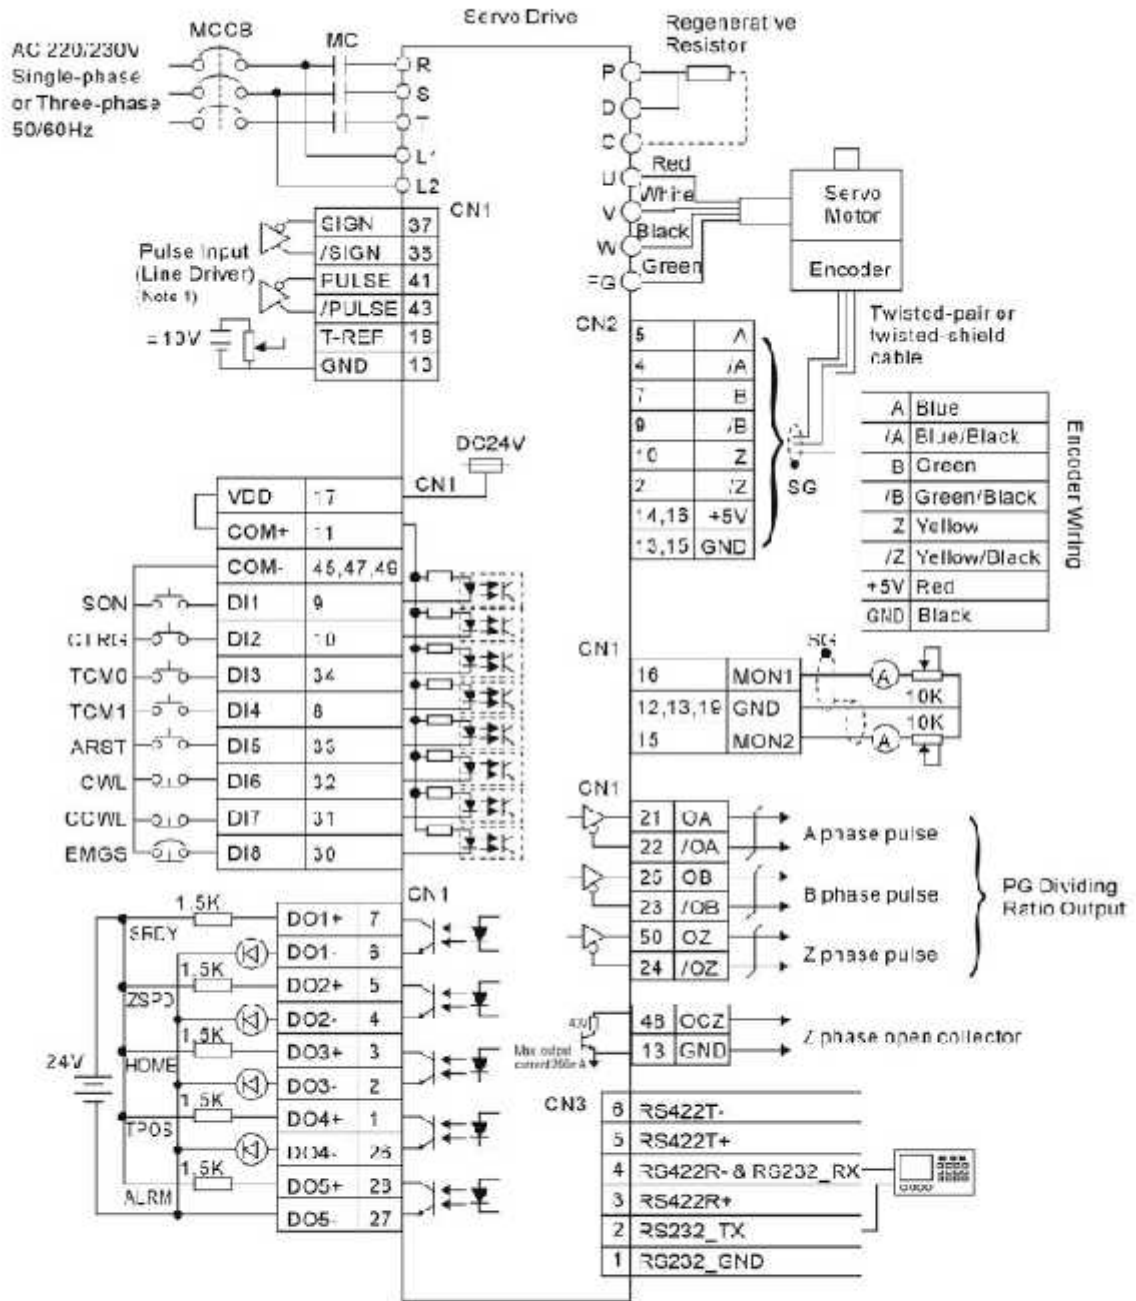 Servo Drive
MCCB
MC
AC 220/230V
Single-phase
or Three-phase
50/60Hz
R
S
T
L1
L2
Regenerative
Resistor
P
D
C
U
V
W
FG
Red
White
Black
Green
Servo
Motor
Encoder
Twisted-pair or
twisted-shield
cable
CN1
Pulse Input
(Line Driver)
(Note 1)
SIGN 37
/SIGN
PULSE 41
/PULSE 43
±10V
T-REF
GND 13
CN2
5 A
4 /A
7 B
9 /B
10 Z
2 /Z
14,16 +5V
13,15 GND
SG
A Blue
/A Blue/Black
B Green
/B Green/Black
Z Yellow
/Z Yellow/Black
+5V Red
GND Black
Encoder Wiring
DC24V
CN1
VDD 17
COM+ 11
COM- 45,47,49
SON DI1 9
CTRG DI2 10
TCM0 DI3 34
TCM1 DI4 8
ARST DI5
CWL DI6 32
CCWL DI7 31
EMGS DI8 30
CN1
SG
16 MON1
12,13,19 GND
15 MON2
A
10K
10K
A
CN1
21 OA
22 /OA
A phase pulse
OB
23 /OB
B phase pulse
50 OZ
24 /OZ
Z phase pulse
PG Dividing
Ratio Output
48 OCZ
13 GND
Z phase open collector
Max. output
CN1
24V
1.5K
SRDY
DO1+ 7
DO1- 6
1.5K
ZSPD
DO2+ 5
DO2- 4
1.5K
HOME
DO3+ 3
DO3- 2
1.5K
TPOS
DO4+ 1
DO4- 26
1.5K
ALRM
DO5+ 28
DO5- 27
CN3
6 RS422T-
5 RS422T+
4 RS422R- & RS232_RX
3 RS422R+
2 RS232_TX
1 RS232_GND